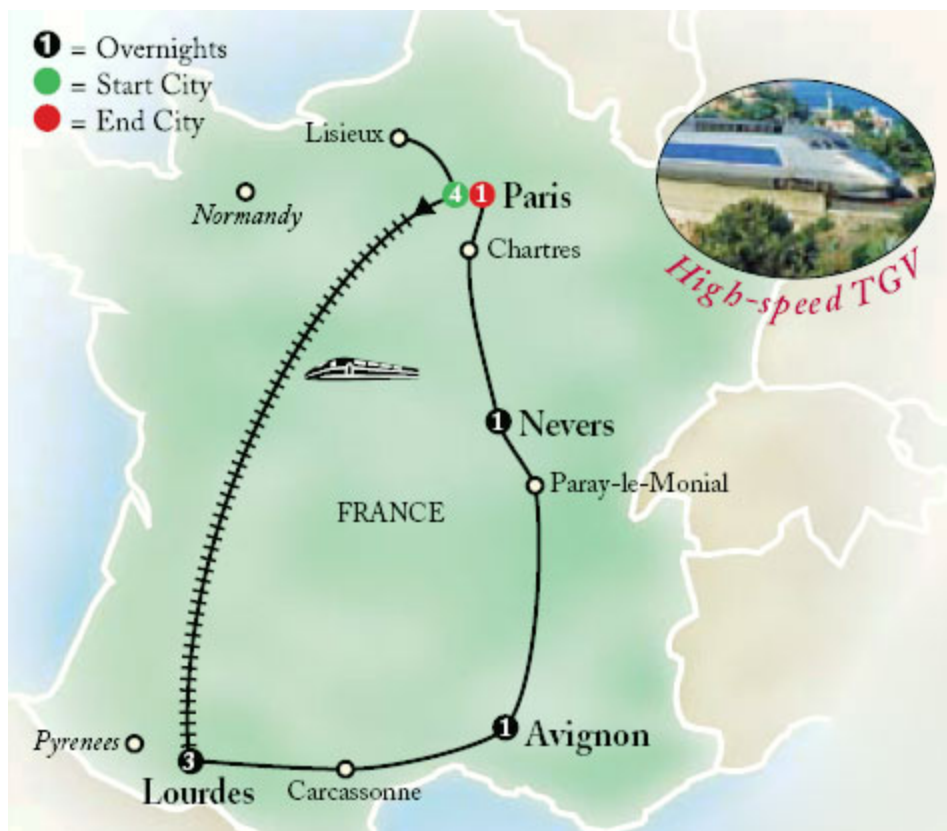 1 = Overnights
= Start City
= End City
Lisieux
Normandy
4 1 Paris
Chartres
High-speed TGV
1 Nevers
Paray-le-Monial
FRANCE
Pyrenees
1 Avignon
3
Lourdes
Carcassonne